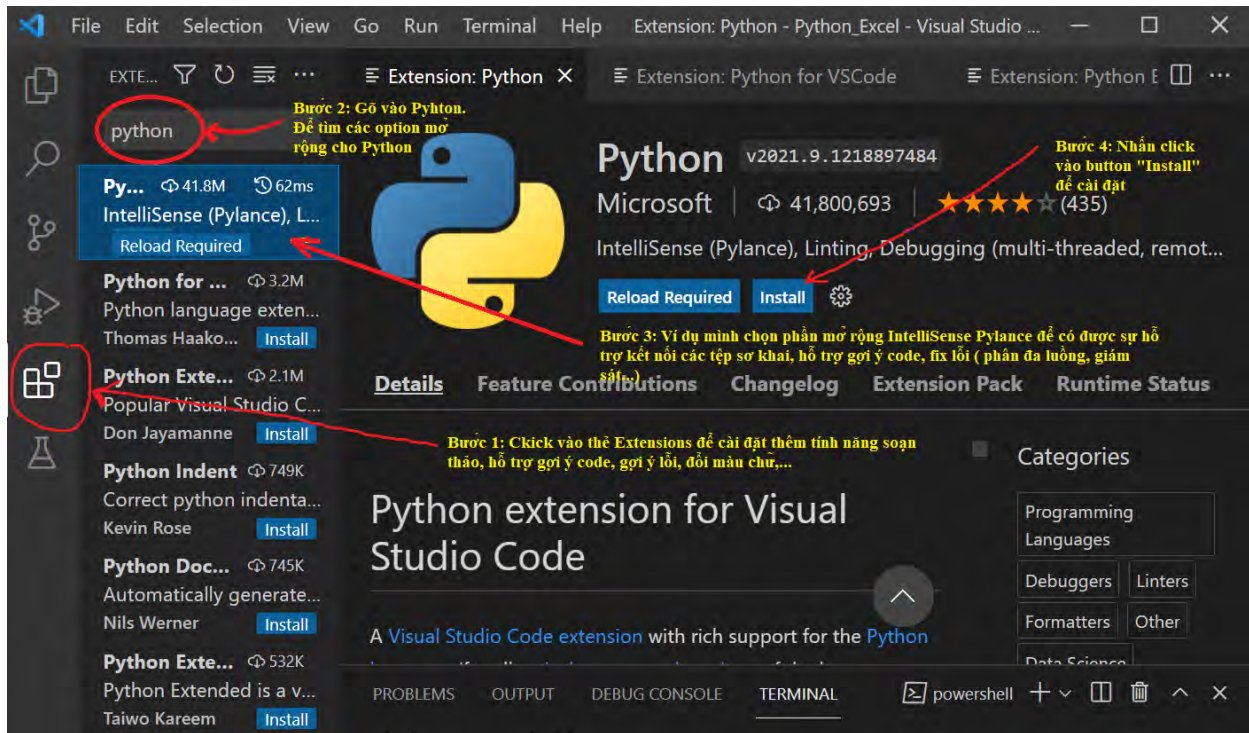 File Edit Selection View Go Run Terminal Help Extension: Python - Python_Excel - Visual Studio ...
EXTE...
Extension: Python
Extension: Python for VSCode
Extension: Python E
python
Bước 2: Gõ vào Pyhton.
Để tìm các option mở
rộng cho Python
Py... 41.8M 62ms
IntelliSense (Pylance), L...
Reload Required
Python for ... 3.2M
Python language exten...
Thomas Haako... Install
Python Exte... 2.1M
Popular Visual Studio C...
Don Jayamanne Install
Python Indent 749K
Correct python indenta...
Kevin Rose Install
Python Doc... 745K
Automatically generate...
Nils Werner Install
Python Exte... 532K
Python Extended is a v...
Taiwo Kareem Install
Python v2021.9.1218897484
Bước 4: Nhấn click
vào button "Install"
để cài đặt
Microsoft 41,800,693 (435)
IntelliSense (Pylance), Linting, Debugging (multi-threaded, remot...
Reload Required Install
Bước 3: Ví dụ mình chọn phần mở rộng IntelliSense Pylance để có được sự hỗ
trợ kết nối các tệp sơ khai, hỗ trợ gợi ý code, fix lỗi ( phân đa luồng, giám
sát...)
Details Feature Contributions Changelog Extension Pack Runtime Status
Bước 1: Ckick vào thẻ Extensions để cài đặt thêm tính năng soạn
thảo, hỗ trợ gợi ý code, gợi ý lỗi, đổi màu chữ,...
Python extension for Visual
Studio Code
A Visual Studio Code extension with rich support for the Python
Categories
Programming
Languages
Debuggers Linters
Formatters Other
Data Science
PROBLEMS OUTPUT DEBUG CONSOLE TERMINAL powershell